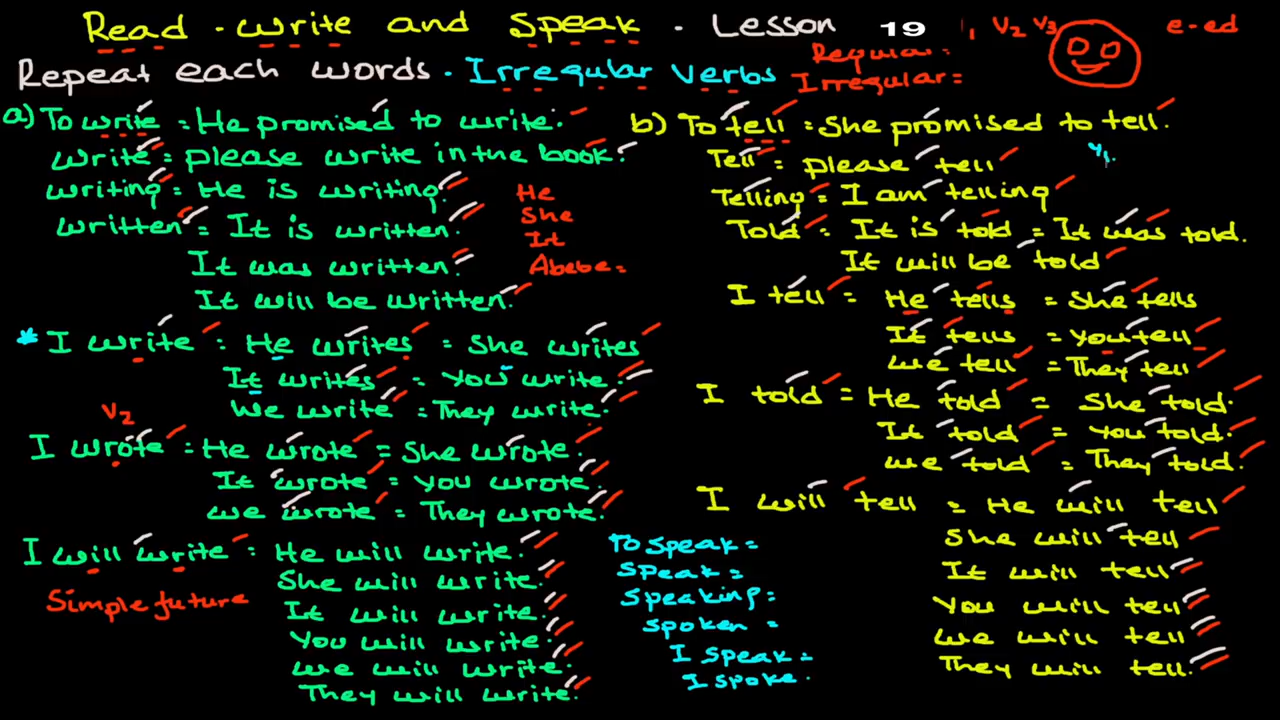 Read - write and Speak . Lesson 19
, V2 V3
e-ed
Regular =
Repeat each words . Irregular verbs
Irregular =
a) To write = He promised to write.
write = please write in the book.
writing = He is writing.
written = It is written.
It was written.
It will be written.
He
She
It
Abebe =
* I write = He writes = She writes
It writes = you write.
We write = They write.
V2
I wrote = He wrote = She wrote.
It wrote = you wrote.
we wrote = They wrote.
I will write = He will write.
She will write.
It will write.
You will write.
we will write.
They will write.
Simple future
b) To tell = She promised to tell.
V1.
Tell = please tell
Telling = I am telling
Told = It is told = It was told.
It will be told
I tell = He tells = She tells
It tells = you tell
we tell = They tell
I told = He told = She told.
It told = you told.
we told = They told.
I will tell = He will tell
She will tell
It will tell
You will tell
we will tell
They will tell.
To speak =
Speak =
Speaking =
spoken =
I speak =
I spoke.